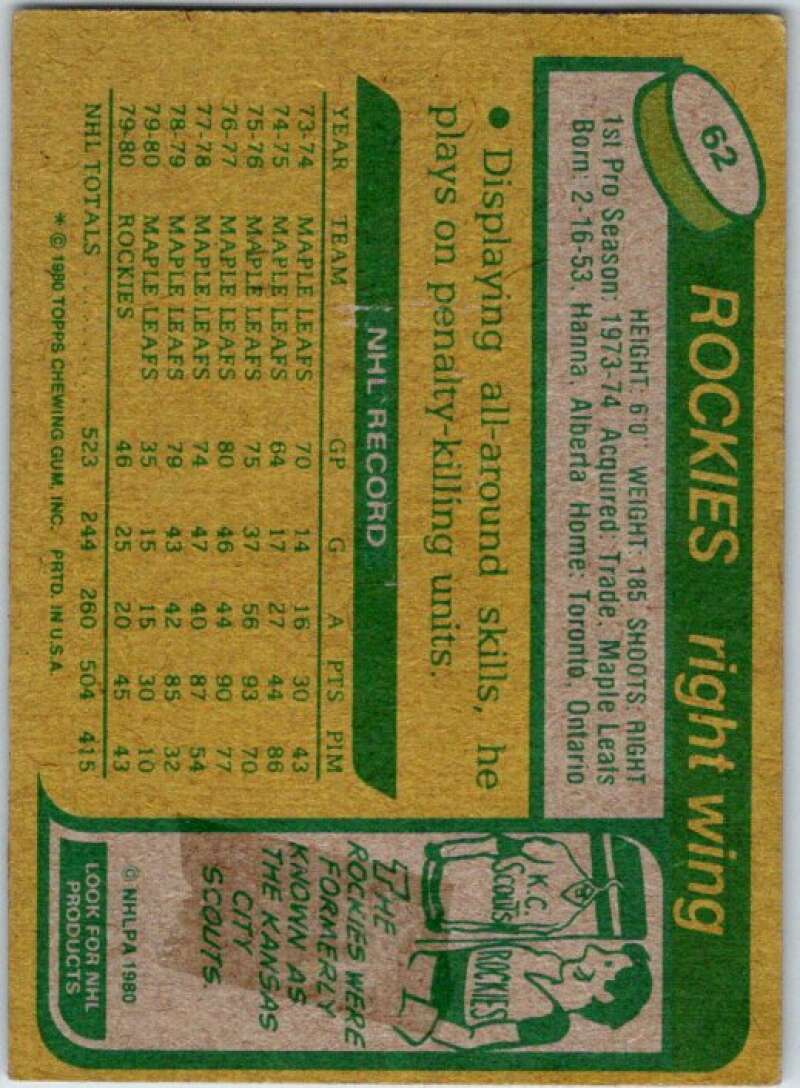 62
ROCKIES right wing
HEIGHT: 6'0" WEIGHT: 185 SHOOTS: RIGHT
1st Pro Season: 1973-74 Acquired: Trade, Maple Leafs
Born: 2-16-53, Hanna, Alberta Home: Toronto, Ontario
• Displaying all-around skills, he
plays on penalty-killing units.
NHL RECORD
YEAR TEAM GP G A PTS PIM
73-74 MAPLE LEAFS 70 14 16 30 43
74-75 MAPLE LEAFS 64 17 27 44 86
75-76 MAPLE LEAFS 75 37 56 93 70
76-77 MAPLE LEAFS 80 46 44 90 77
77-78 MAPLE LEAFS 74 47 40 87 54
78-79 MAPLE LEAFS 79 43 42 85 32
79-80 MAPLE LEAFS 35 15 15 30 10
79-80 ROCKIES 46 25 20 45 43
NHL TOTALS ........ 523 244 260 504 415
* © 1980 TOPPS CHEWING GUM, INC. PRTD. IN U.S.A.
K.C.
SCOUTS
ROCKIES
THE
ROCKIES WERE
FORMERLY
KNOWN AS
THE KANSAS
CITY
SCOUTS.
© NHLPA 1980
LOOK FOR NHL
PRODUCTS